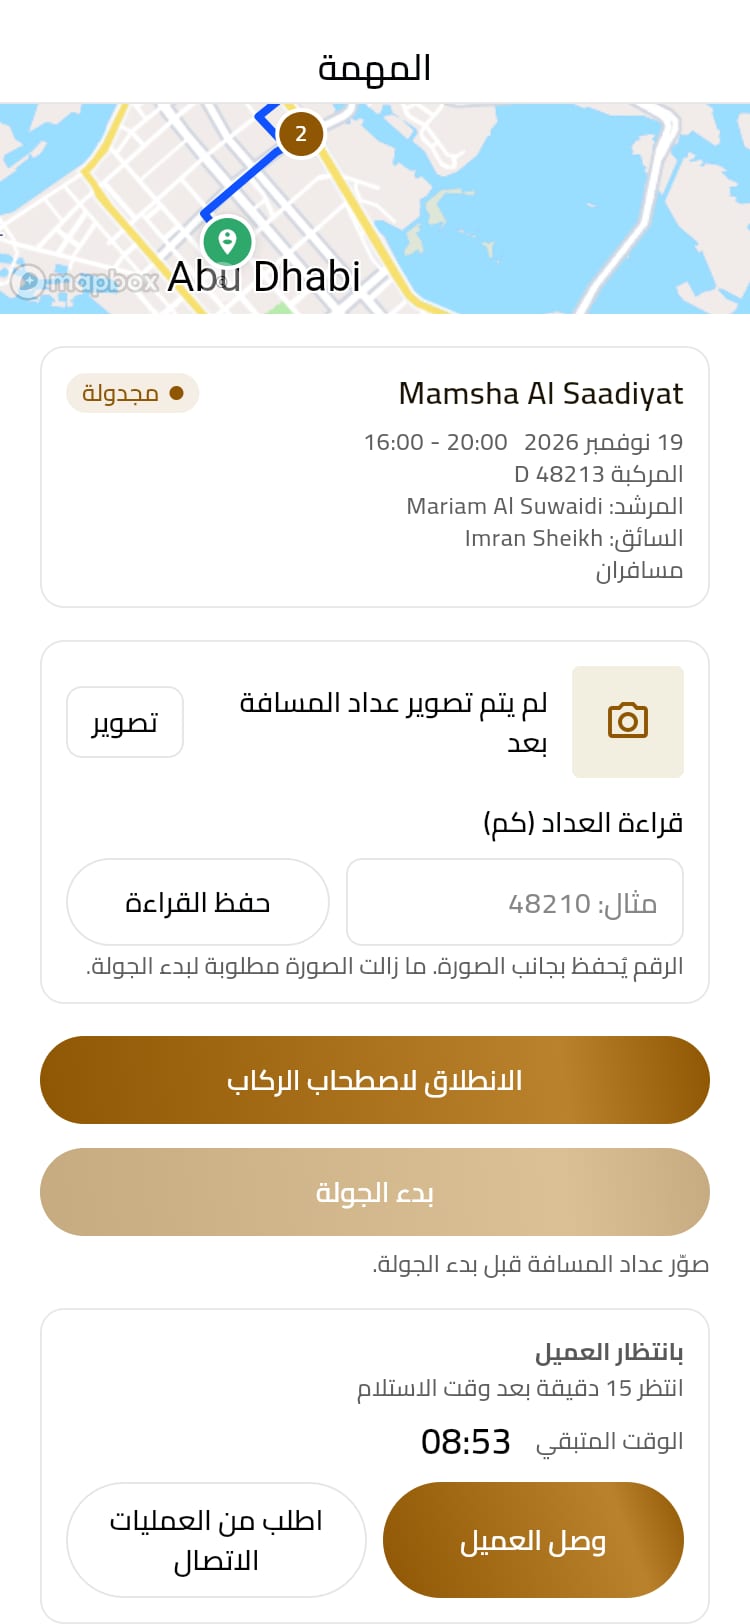 المهمة
2
Abu Dhabi
mapbox
Mamsha Al Saadiyat
مجدولة
19 نوفمبر 2026 16:00 - 20:00
المركبة D 48213
المرشد: Mariam Al Suwaidi
السائق: Imran Sheikh
مسافران
لم يتم تصوير عداد المسافة
بعد
تصوير
قراءة العداد (كم)
مثال: 48210
حفظ القراءة
الرقم يُحفظ بجانب الصورة. ما زالت الصورة مطلوبة لبدء الجولة.
الانطلاق لاصطحاب الركاب
بدء الجولة
صوّر عداد المسافة قبل بدء الجولة.
بانتظار العميل
انتظر 15 دقيقة بعد وقت الاستلام
الوقت المتبقي 08:53
وصل العميل
اطلب من العمليات
الاتصال